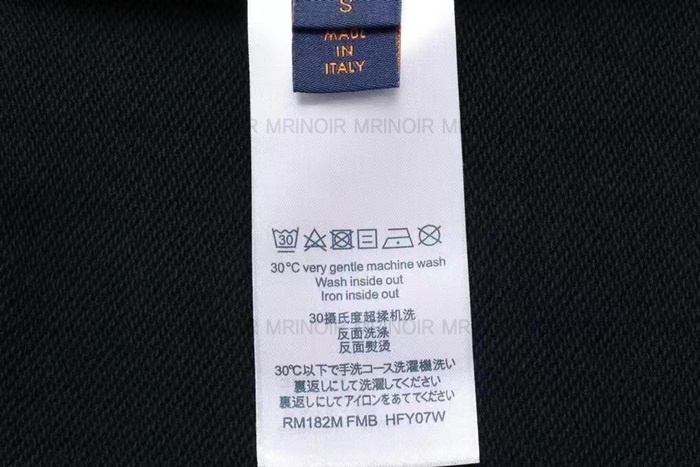 S
MADE
IN
ITALY
MRINOIR MRINOIR MR
30
30°C very gentle machine wash
Wash inside out
Iron inside out
30摄氏度超揉机洗
反面洗涤
反面熨烫
MRINOIR MRINOIR MR
30℃以下で手洗コース洗濯機洗い
裏返しにして洗濯してください
裏返しにしてアイロンをあててください
RM182M FMB HFY07W